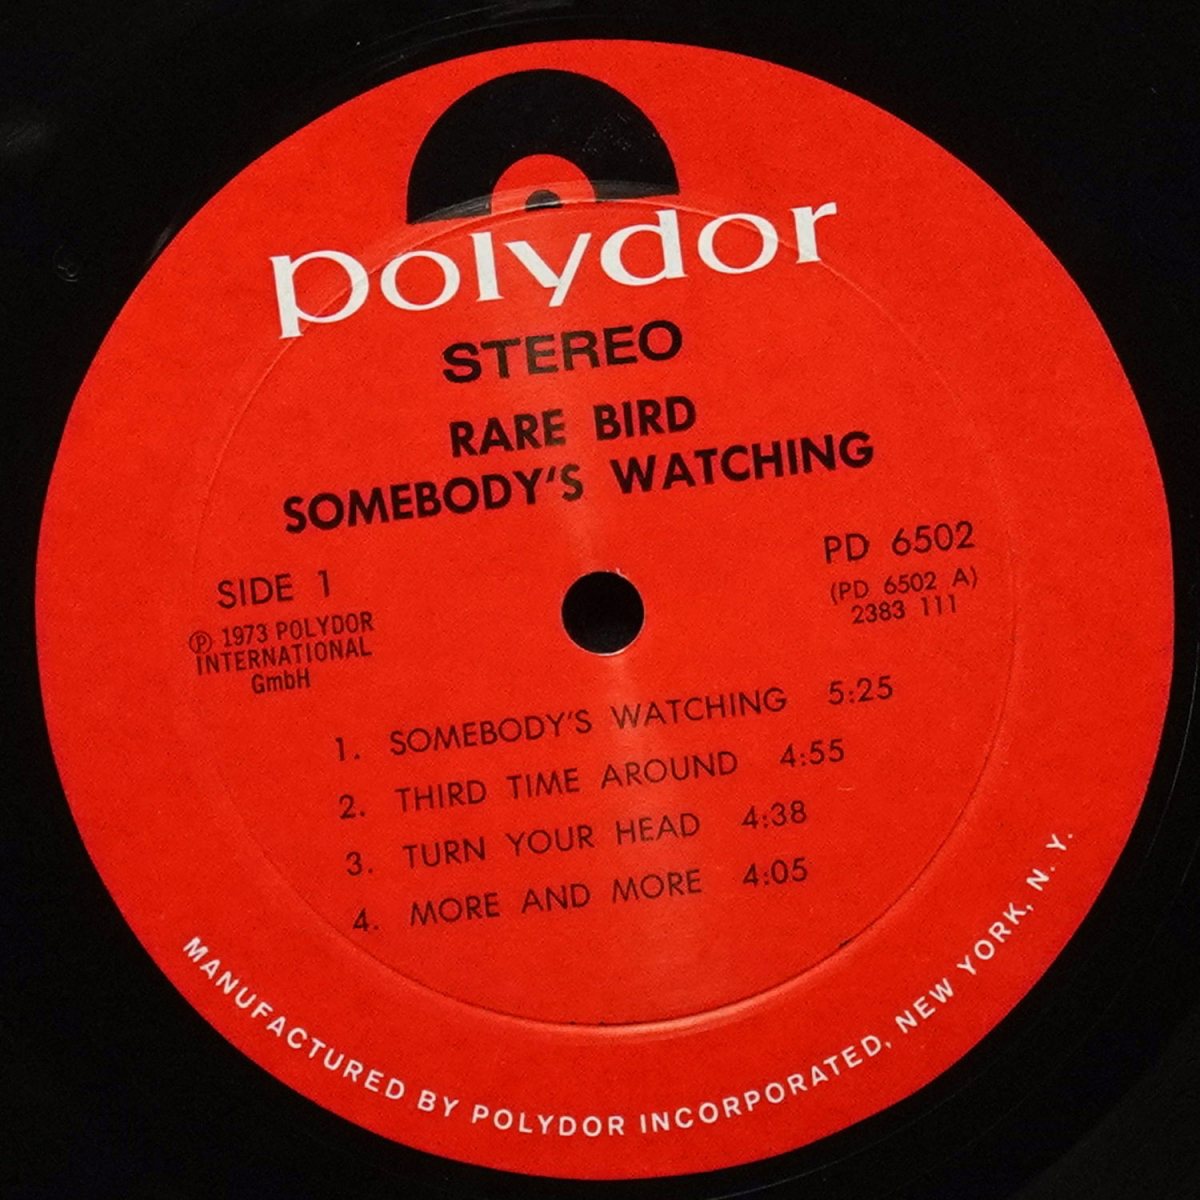 polydor
STEREO
RARE BIRD
SOMEBODY'S WATCHING
SIDE 1
℗ 1973 POLYDOR
INTERNATIONAL
GmbH
PD 6502
(PD 6502 A)
2383 111
1. SOMEBODY'S WATCHING 5:25
2. THIRD TIME AROUND 4:55
3. TURN YOUR HEAD 4:38
4. MORE AND MORE 4:05
MANUFACTURED BY POLYDOR INCORPORATED, NEW YORK, N. Y.